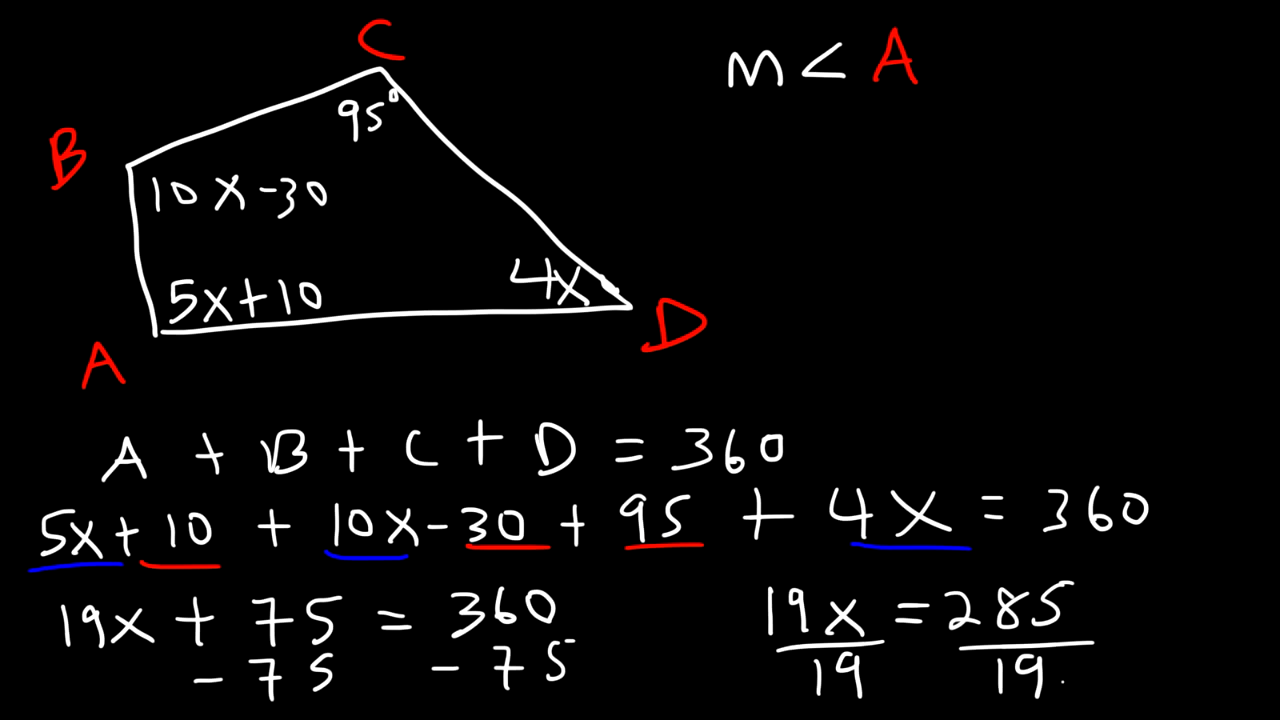 C
m < A
95°
B
10x-30
5x+10
4x
D
A
A + B + C + D = 360
5x + 10 + 10x - 30 + 95 + 4x = 360
19x + 75 = 360
- 75 - 75
19x = 285
19 19